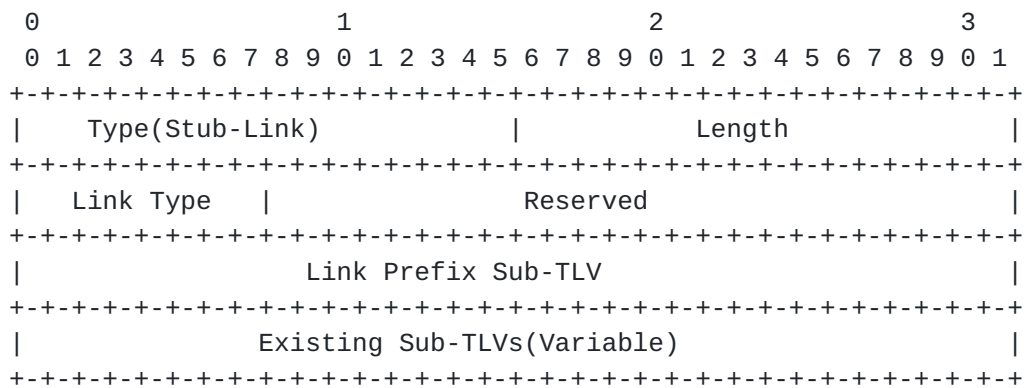 0                   1                   2                   3
 0 1 2 3 4 5 6 7 8 9 0 1 2 3 4 5 6 7 8 9 0 1 2 3 4 5 6 7 8 9 0 1
+-+-+-+-+-+-+-+-+-+-+-+-+-+-+-+-+-+-+-+-+-+-+-+-+-+-+-+-+-+-+-+-+
|    Type(Stub-Link)            |           Length              |
+-+-+-+-+-+-+-+-+-+-+-+-+-+-+-+-+-+-+-+-+-+-+-+-+-+-+-+-+-+-+-+-+
|   Link Type   |                Reserved                       |
+-+-+-+-+-+-+-+-+-+-+-+-+-+-+-+-+-+-+-+-+-+-+-+-+-+-+-+-+-+-+-+-+
|                  Link Prefix Sub-TLV                          |
+-+-+-+-+-+-+-+-+-+-+-+-+-+-+-+-+-+-+-+-+-+-+-+-+-+-+-+-+-+-+-+-+
|               Existing Sub-TLVs(Variable)                     |
+-+-+-+-+-+-+-+-+-+-+-+-+-+-+-+-+-+-+-+-+-+-+-+-+-+-+-+-+-+-+-+-+